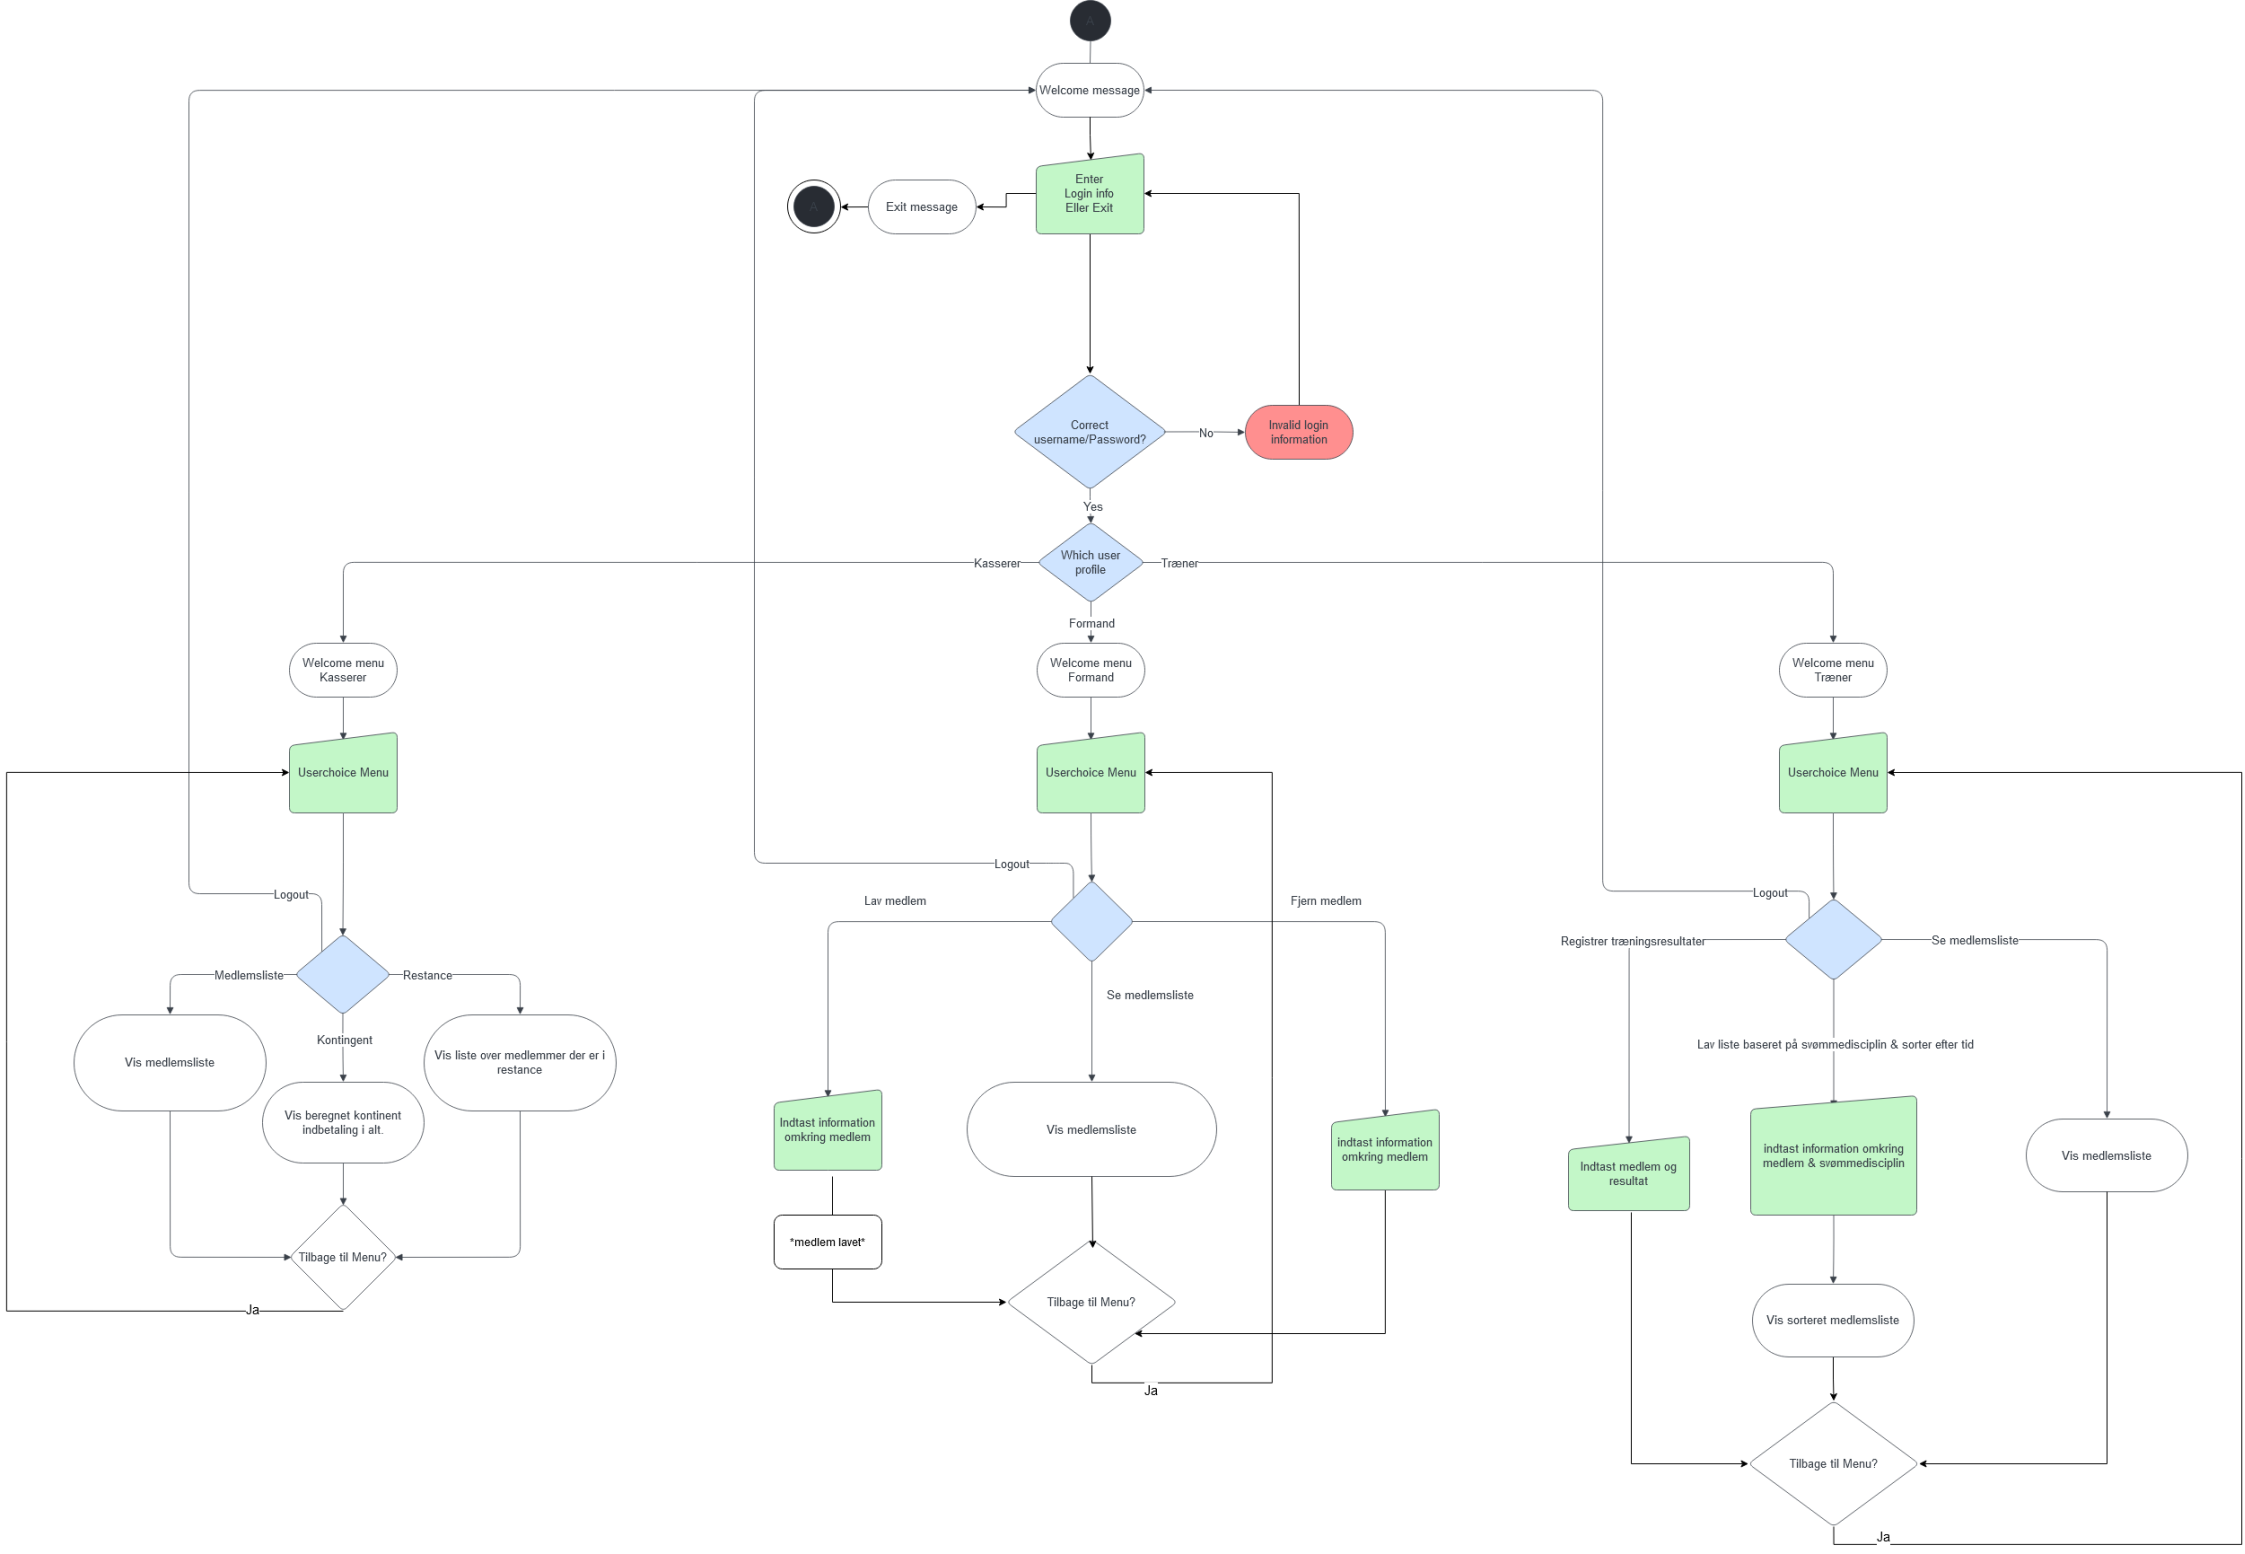 A
Welcome message
Enter
Login info
Eller Exit
Exit message
A
Correct
username/Password?
No
Invalid login
information
Yes
Which user
profile
Kasserer
Træner
Formand
Welcome menu
Kasserer
Welcome menu
Formand
Welcome menu
Træner
Userchoice Menu
Userchoice Menu
Userchoice Menu
Logout
Logout
Logout
Lav medlem
Fjern medlem
Registrer træningsresultater
Se medlemsliste
Medlemsliste
Restance
Se medlemsliste
Kontingent
Lav liste baseret på svømmedisciplin & sorter efter tid
Vis medlemsliste
Vis liste over medlemmer der er i
restance
Vis beregnet kontinent
indbetaling i alt.
Indtast information
omkring medlem
Vis medlemsliste
indtast information
omkring medlem
Indtast medlem og
resultat
indtast information omkring
medlem & svømmedisciplin
Vis medlemsliste
*medlem lavet*
Tilbage til Menu?
Ja
Tilbage til Menu?
Ja
Vis sorteret medlemsliste
Tilbage til Menu?
Ja